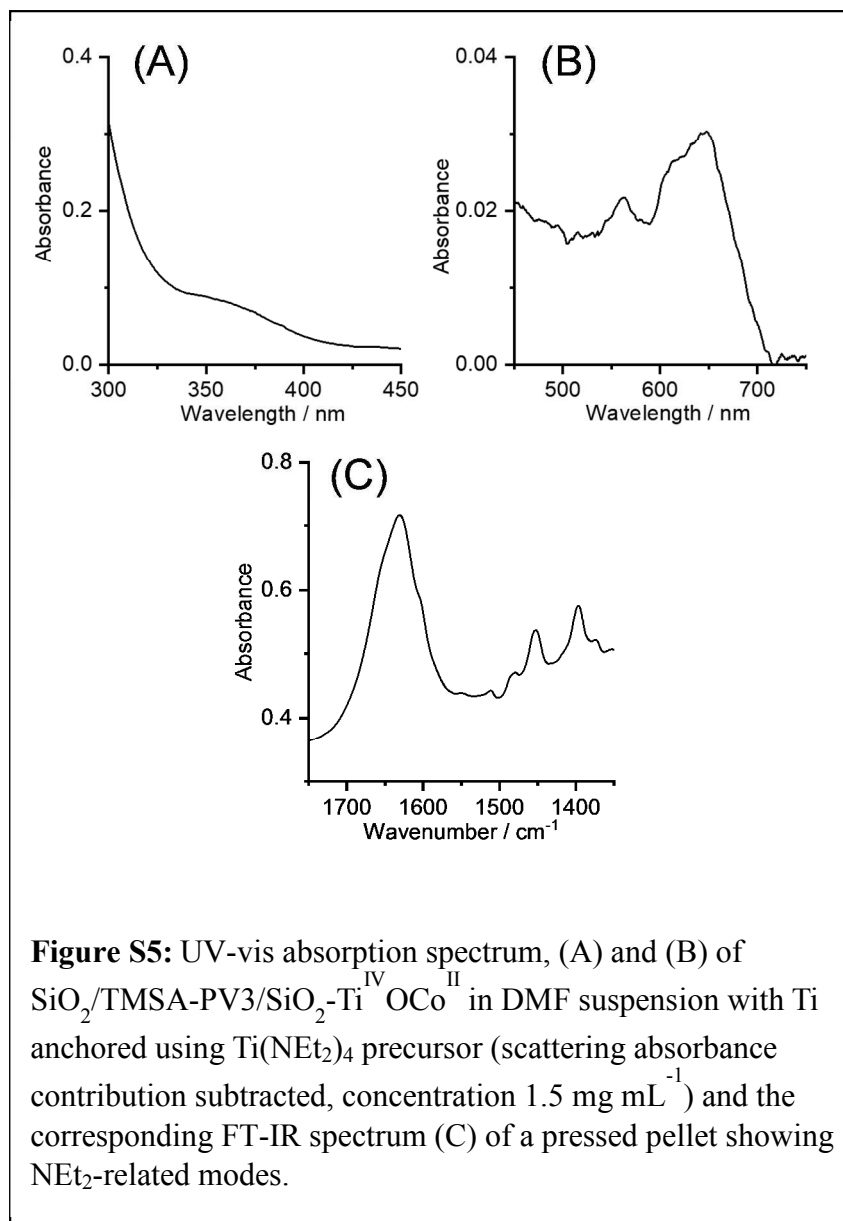 (A)
0.4
0.2
0.0
Absorbance
300 350 400 450
Wavelength / nm
(B)
0.04
0.02
0.00
Absorbance
500 600 700
Wavelength / nm
(C)
0.8
0.6
0.4
Absorbance
1700 1600 1500 1400
Wavenumber / cm⁻¹
Figure S5: UV-vis absorption spectrum, (A) and (B) of
SiO₂/TMSA-PV3/SiO₂-Ti^IV OCo^II in DMF suspension with Ti
anchored using Ti(NEt₂)₄ precursor (scattering absorbance
contribution subtracted, concentration 1.5 mg mL⁻¹) and the
corresponding FT-IR spectrum (C) of a pressed pellet showing
NEt₂-related modes.